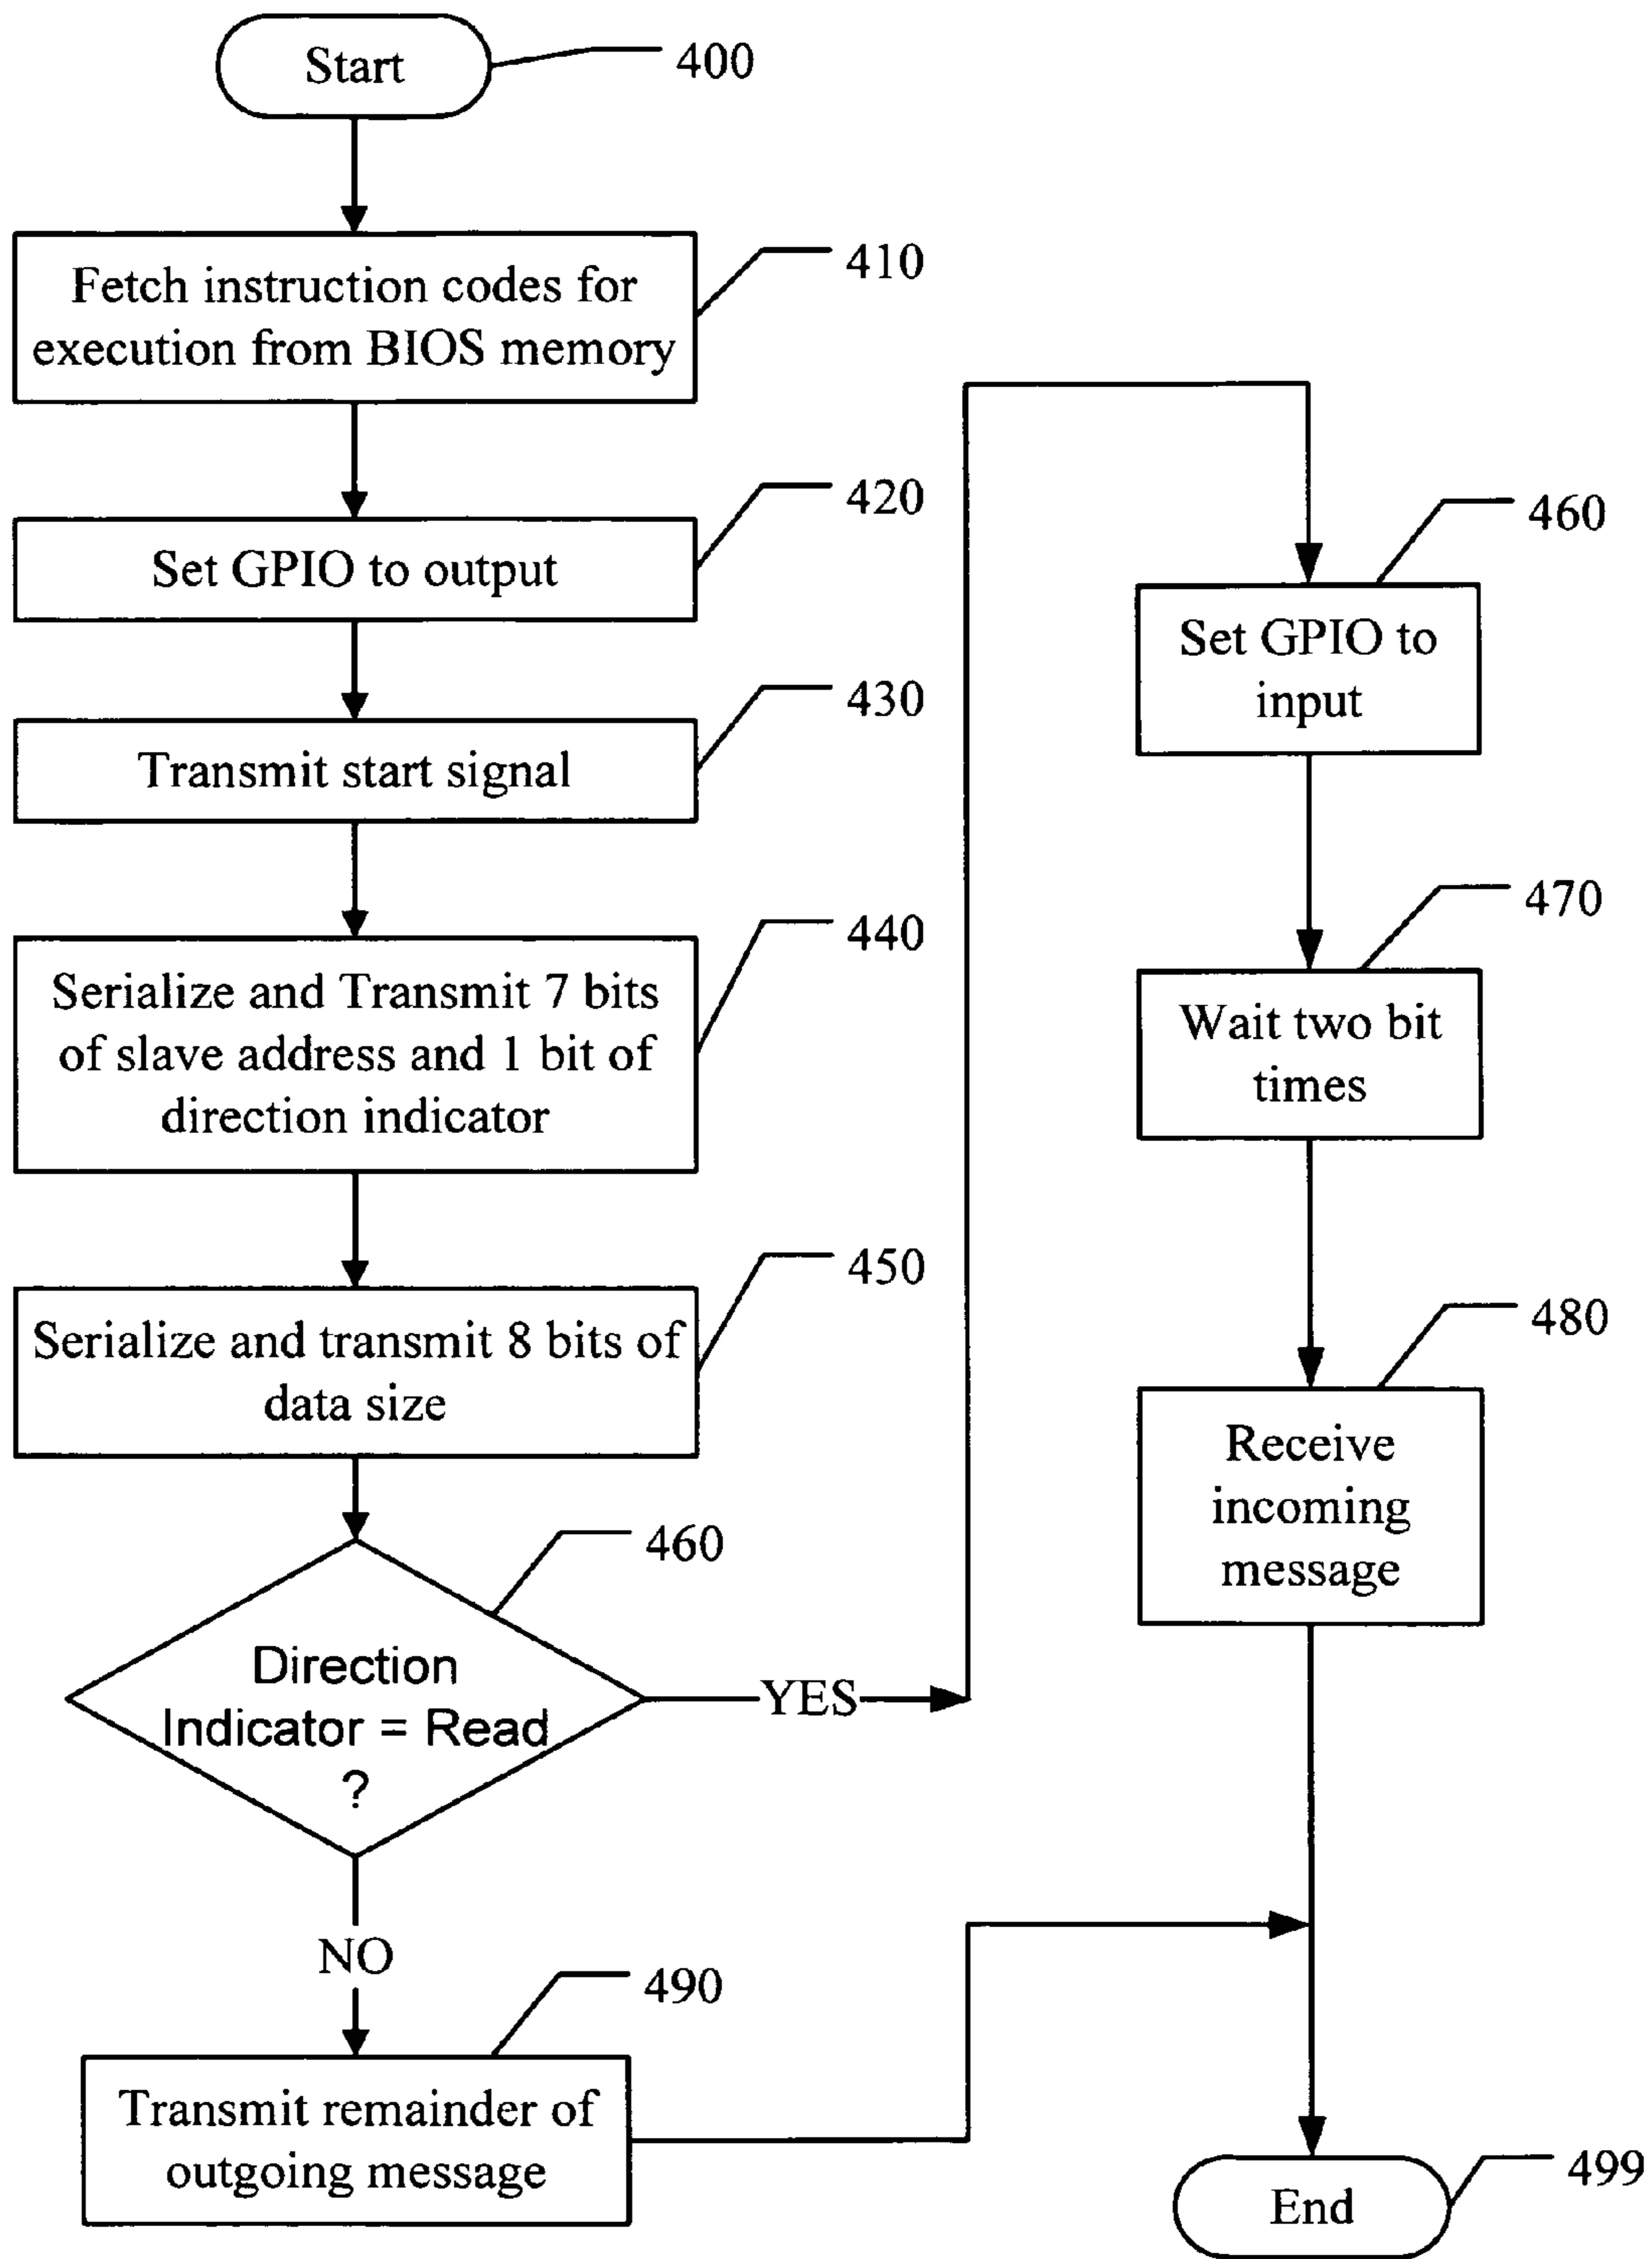 Start
400
Fetch instruction codes for
execution from BIOS memory
410
Set GPIO to output
420
Transmit start signal
430
Serialize and Transmit 7 bits
of slave address and 1 bit of
direction indicator
440
Serialize and transmit 8 bits of
data size
450
Direction
Indicator = Read
?
460
YES
NO
Transmit remainder of
outgoing message
490
Set GPIO to
input
460
Wait two bit
times
470
Receive
incoming
message
480
End
499